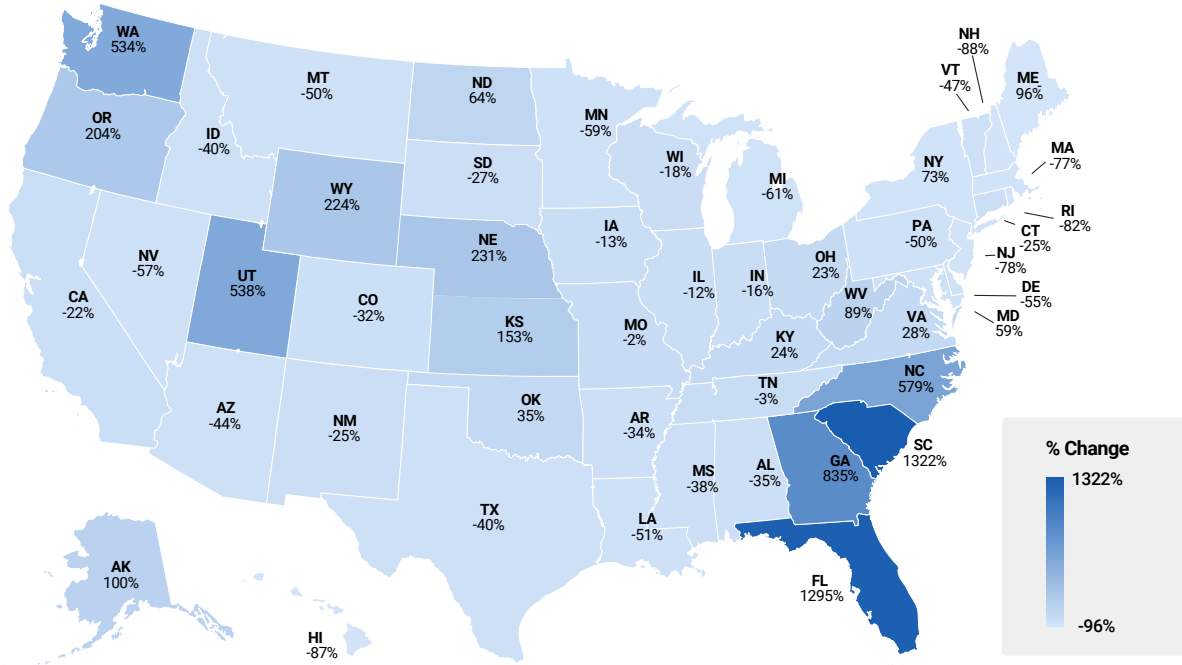 WA
534%
OR
204%
CA
-22%
ID
-40%
NV
-57%
MT
-50%
WY
224%
UT
538%
AZ
-44%
CO
-32%
NM
-25%
ND
64%
SD
-27%
NE
231%
KS
153%
OK
35%
TX
-40%
MN
-59%
IA
-13%
MO
-2%
AR
-34%
LA
-51%
WI
-18%
IL
-12%
MI
-61%
IN
-16%
OH
23%
KY
24%
TN
-3%
MS
-38%
AL
-35%
GA
835%
FL
1295%
SC
1322%
NC
579%
VA
28%
WV
89%
PA
-50%
NY
73%
VT
-47%
NH
-88%
ME
96%
MA
-77%
RI
-82%
CT
-25%
NJ
-78%
DE
-55%
MD
59%
AK
100%
HI
-87%
% Change
1322%
-96%